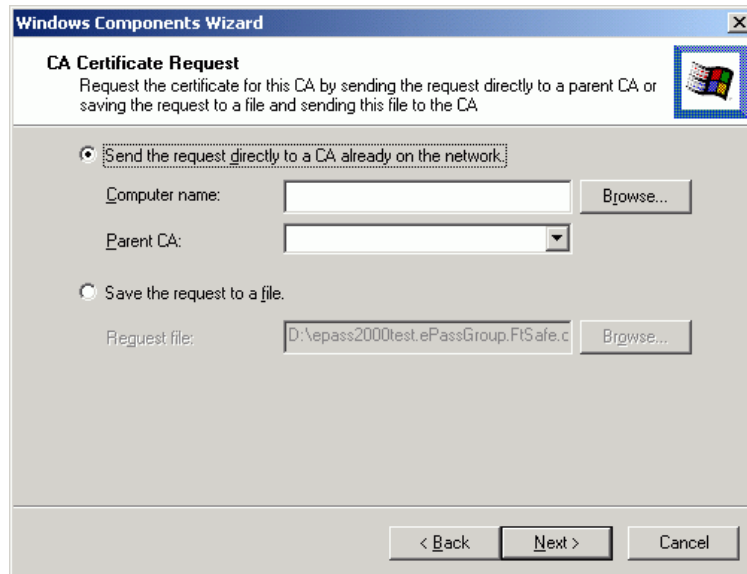 Windows Components Wizard
CA Certificate Request
Request the certificate for this CA by sending the request directly to a parent CA or
saving the request to a file and sending this file to the CA
Send the request directly to a CA already on the network.
Computer name:
Browse...
Parent CA:
Save the request to a file.
Request file:
D:\epass2000test.ePassGroup.FtSafe.c
Browse...
< Back
Next >
Cancel